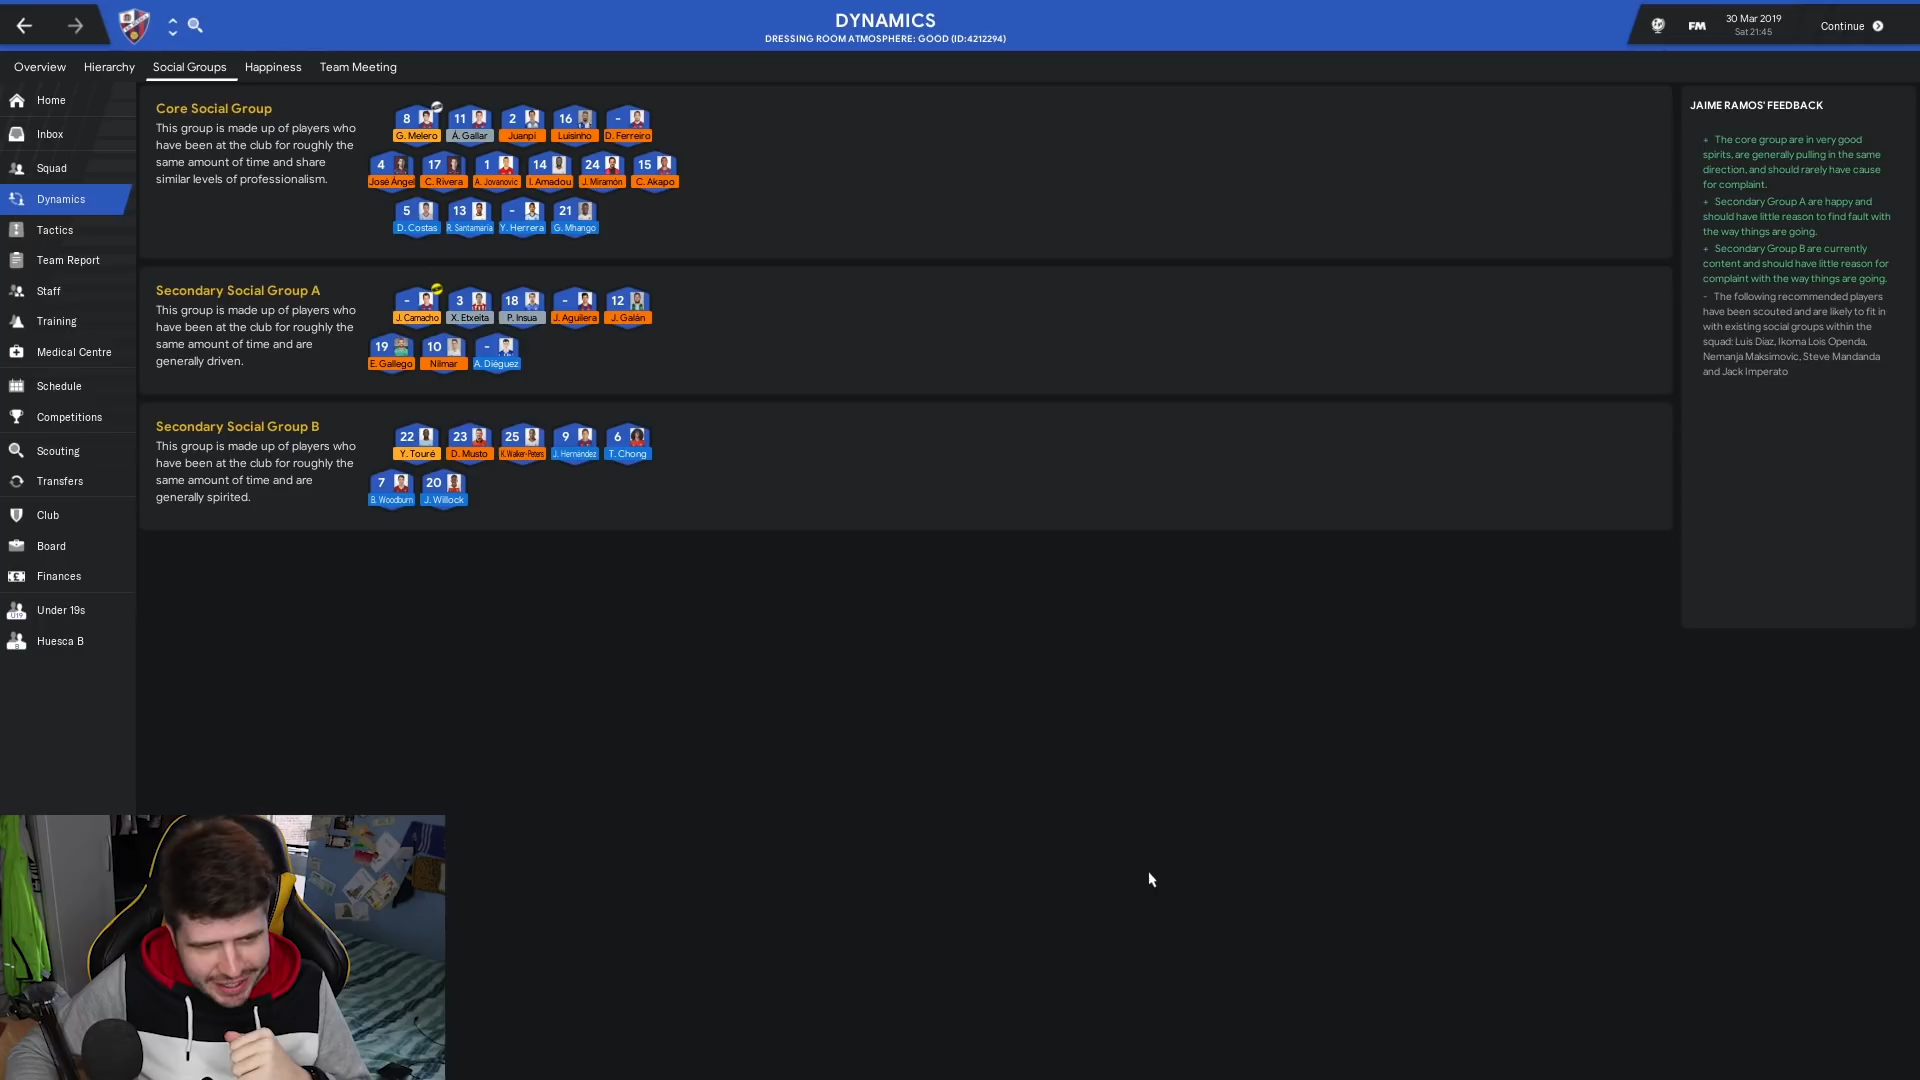 DYNAMICS
DRESSING ROOM ATMOSPHERE: GOOD (ID:4212294)
FM
30 Mar 2019
Sat 21:45
Continue
Overview
Hierarchy
Social Groups
Happiness
Team Meeting
Home
Inbox
Squad
Dynamics
Tactics
Team Report
Staff
Training
Medical Centre
Schedule
Competitions
Scouting
Transfers
Club
Board
Finances
U19
Under 19s
B
Huesca B
Core Social Group
This group is made up of players who
have been at the club for roughly the
same amount of time and share
similar levels of professionalism.
8
11
2
16
-
G. Melero
Á. Gallar
Juanpi
Luisinho
D. Ferreiro
4
17
1
14
24
15
José Ángel
C. Rivera
A. Jovanovic
I. Amadou
J. Miramón
C. Akapo
5
13
-
21
D. Costas
R. Santamaría
Y. Herrera
G. Mhango
Secondary Social Group A
This group is made up of players who
have been at the club for roughly the
same amount of time and are
generally driven.
-
3
18
-
12
J. Camacho
X. Etxeita
P. Insua
J. Aguilera
J. Galán
19
10
-
E. Gallego
Nilmar
A. Diéguez
Secondary Social Group B
This group is made up of players who
have been at the club for roughly the
same amount of time and are
generally spirited.
22
23
25
9
6
Y. Touré
D. Musto
K. Walker-Peters
J. Hernández
T. Chong
7
20
B. Woodburn
J. Willock
JAIME RAMOS' FEEDBACK
+ The core group are in very good
spirits, are generally pulling in the same
direction, and should rarely have cause
for complaint.
+ Secondary Group A are happy and
should have little reason to find fault with
the way things are going.
+ Secondary Group B are currently
content and should have little reason for
complaint with the way things are going.
- The following recommended players
have been scouted and are likely to fit in
with existing social groups within the
squad: Luis Diaz, Ikoma Lois Openda,
Nemanja Maksimovic, Steve Mandanda
and Jack Imperato